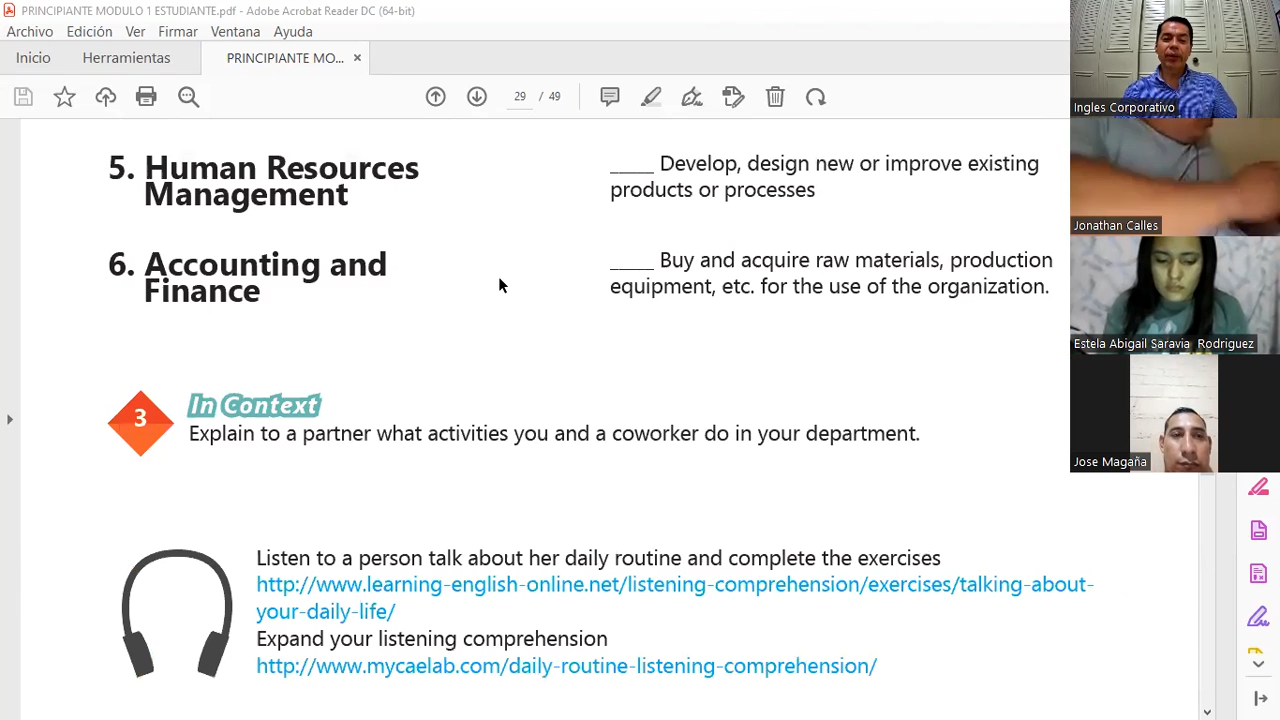 PRINCIPIANTE MODULO 1 ESTUDIANTE.pdf - Adobe Acrobat Reader DC (64-bit)
Archivo Edición Ver Firmar Ventana Ayuda
Inicio Herramientas PRINCIPIANTE MO... ×
29 / 49
5. Human Resources
Management
_____ Develop, design new or improve existing
products or processes
6. Accounting and
Finance
_____ Buy and acquire raw materials, production
equipment, etc. for the use of the organization.
3
In Context
Explain to a partner what activities you and a coworker do in your department.
Listen to a person talk about her daily routine and complete the exercises
http://www.learning-english-online.net/listening-comprehension/exercises/talking-about-
your-daily-life/
Expand your listening comprehension
http://www.mycaelab.com/daily-routine-listening-comprehension/
Ingles Corporativo
Jonathan Calles
Estela Abigail Saravia Rodriguez
Jose Magaña